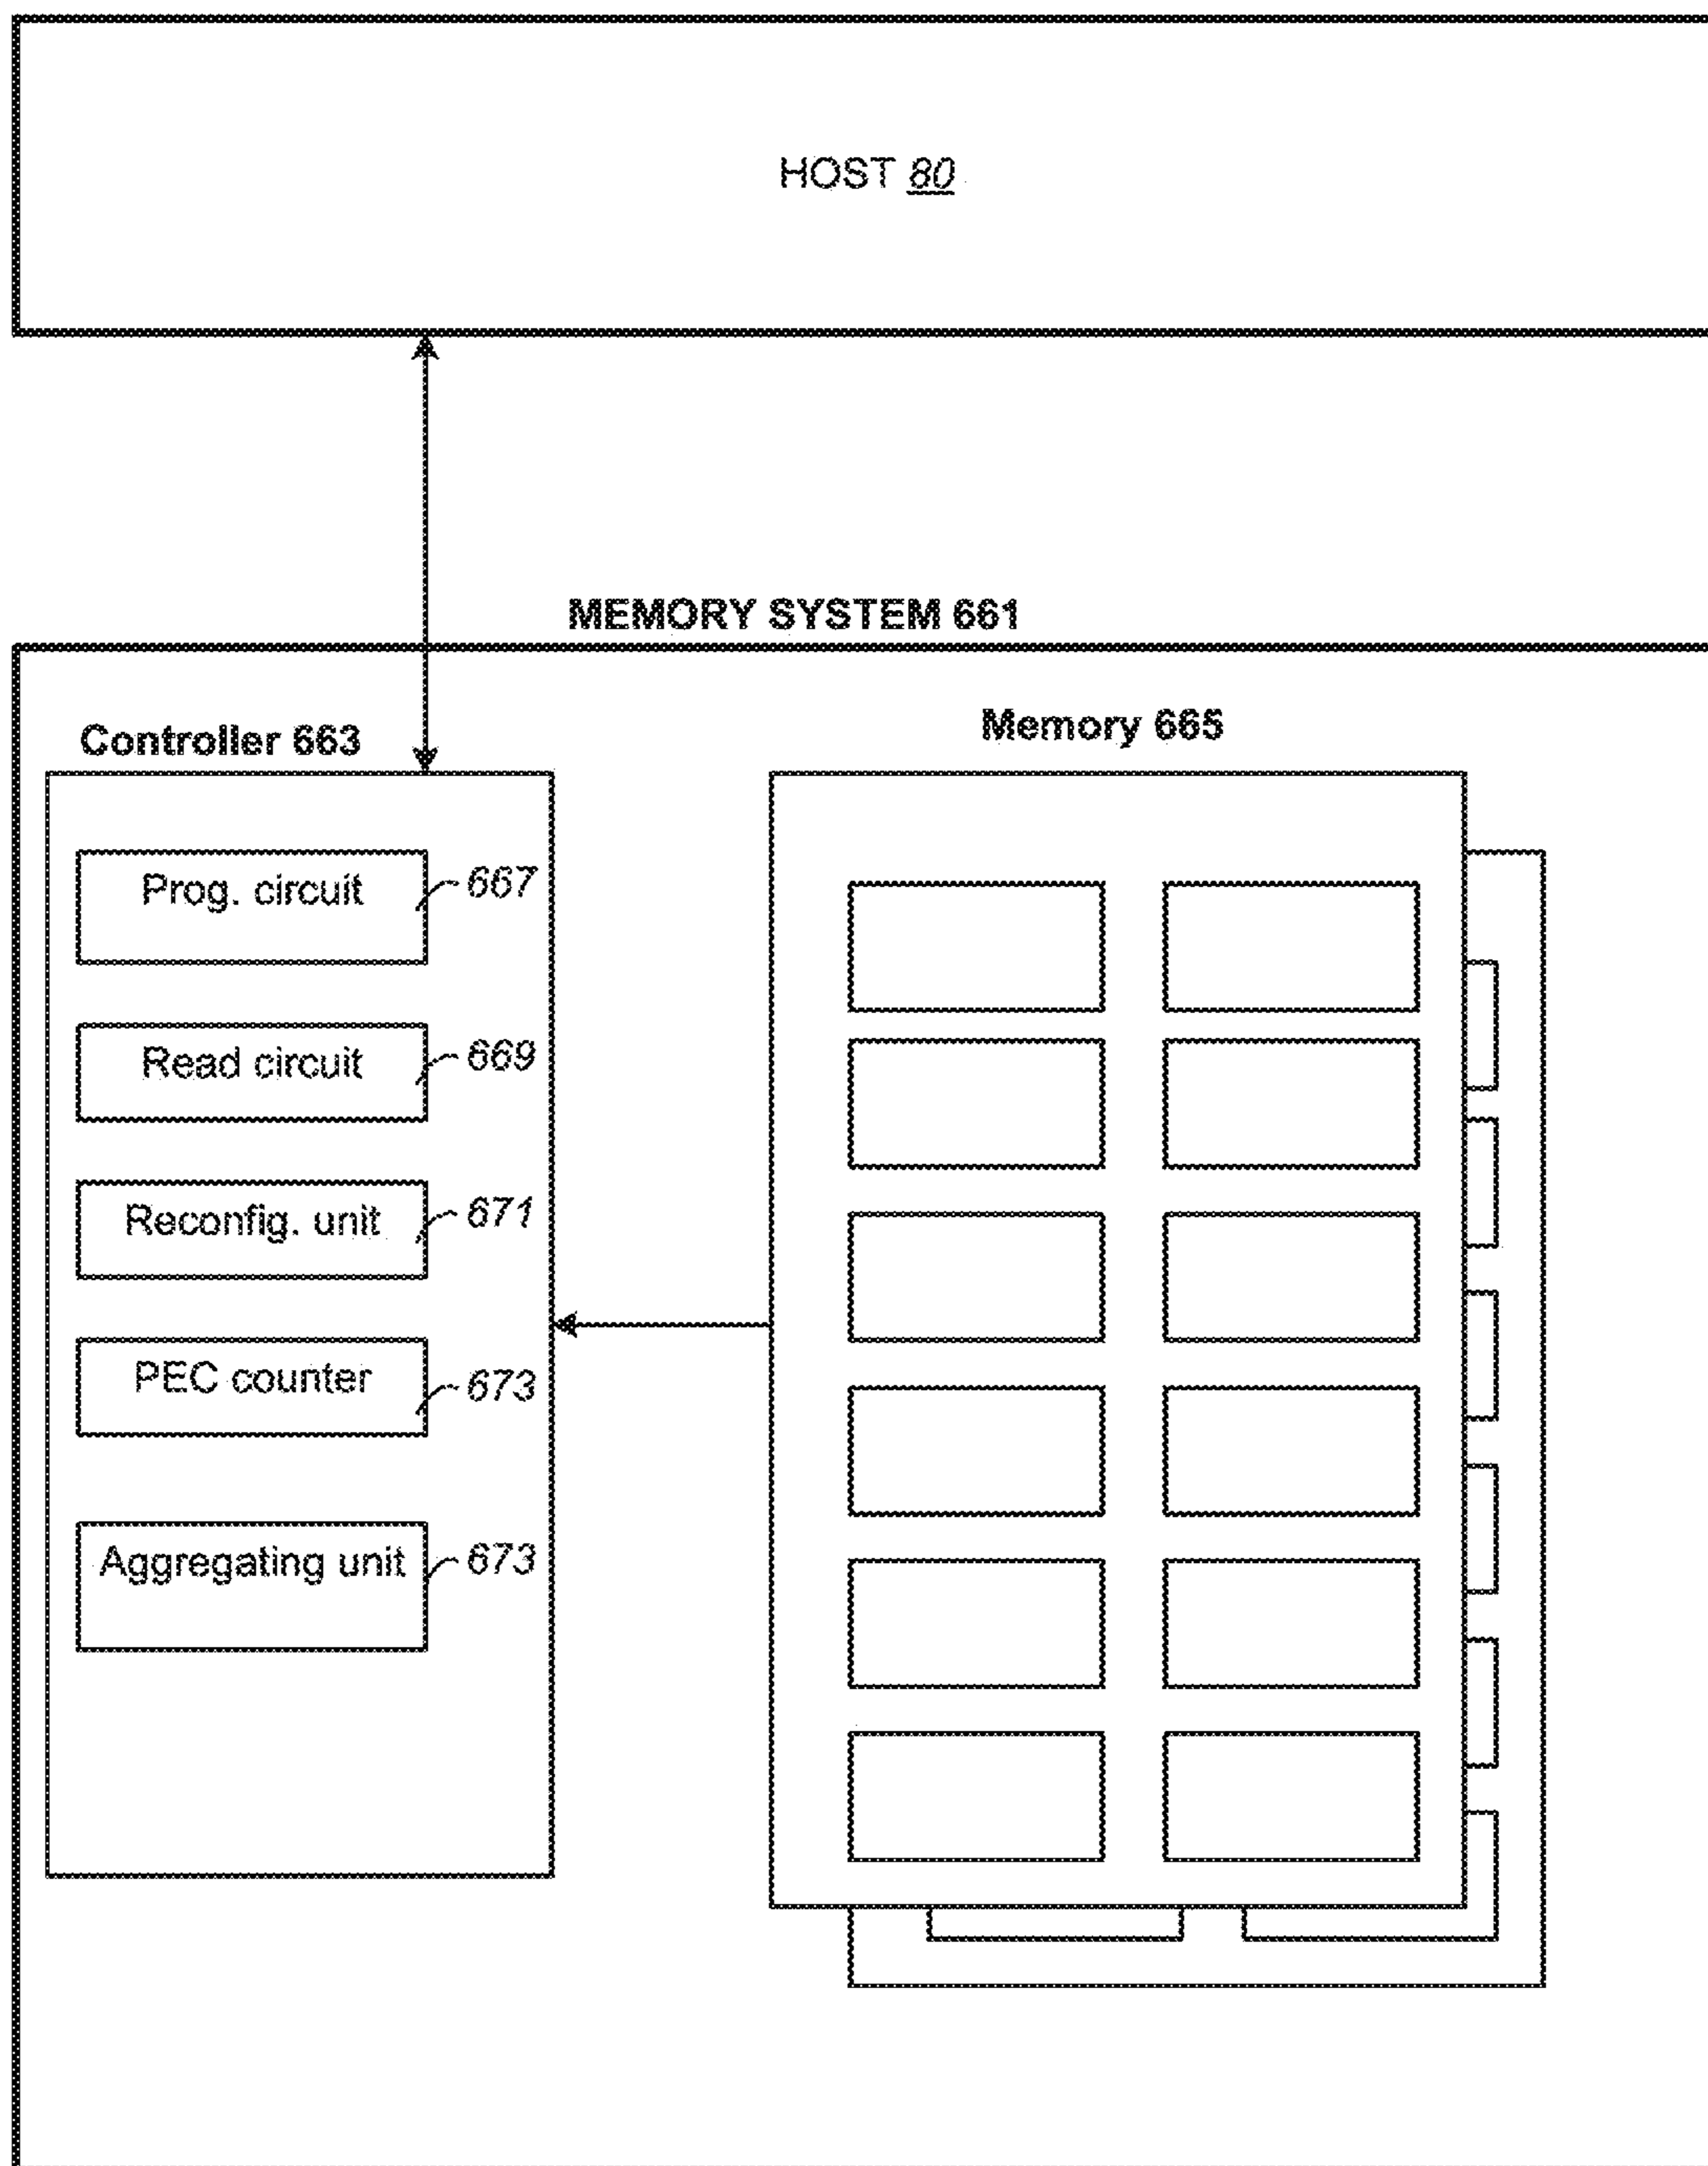 HOST 80
MEMORY SYSTEM 661
Controller 663
Memory 665
Prog. circuit 667
Read circuit 669
Reconfig. unit 671
PEC counter 673
Aggregating unit 673